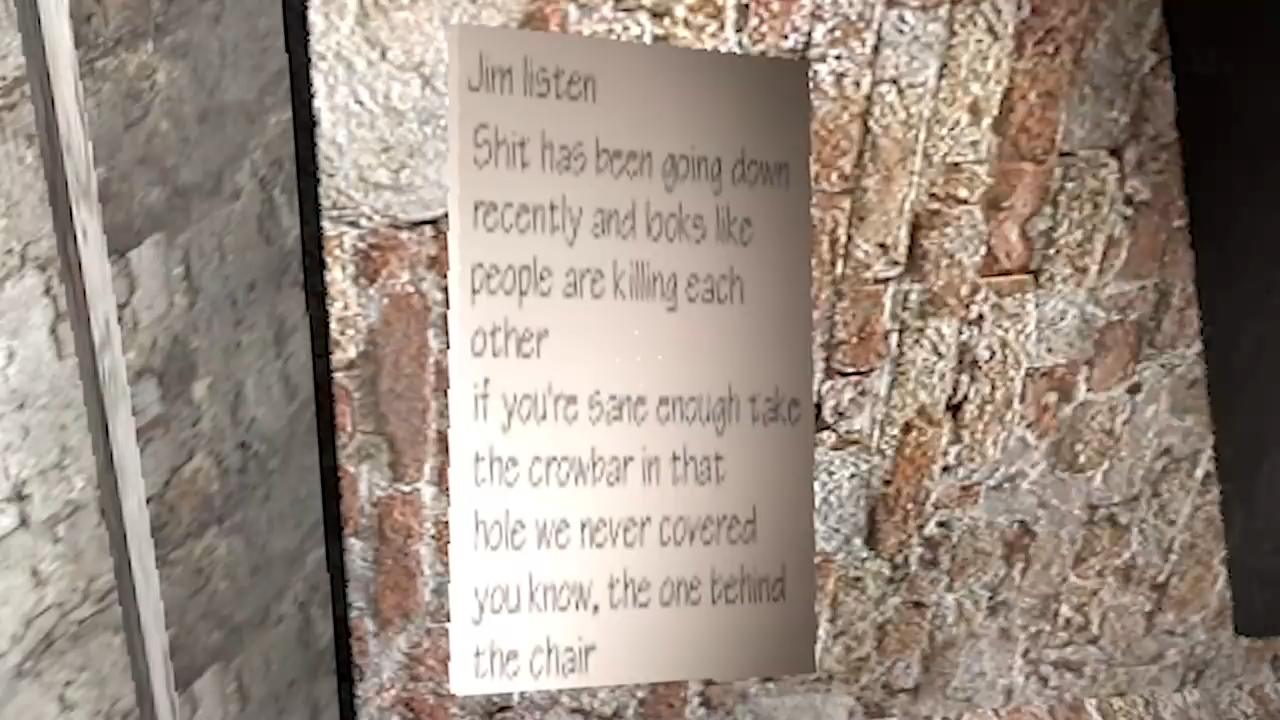 Jim listen
Shit has been going down
recently and looks like
people are killing each
other
if you're sane enough take
the crowbar in that
hole we never covered
you know, the one behind
the chair